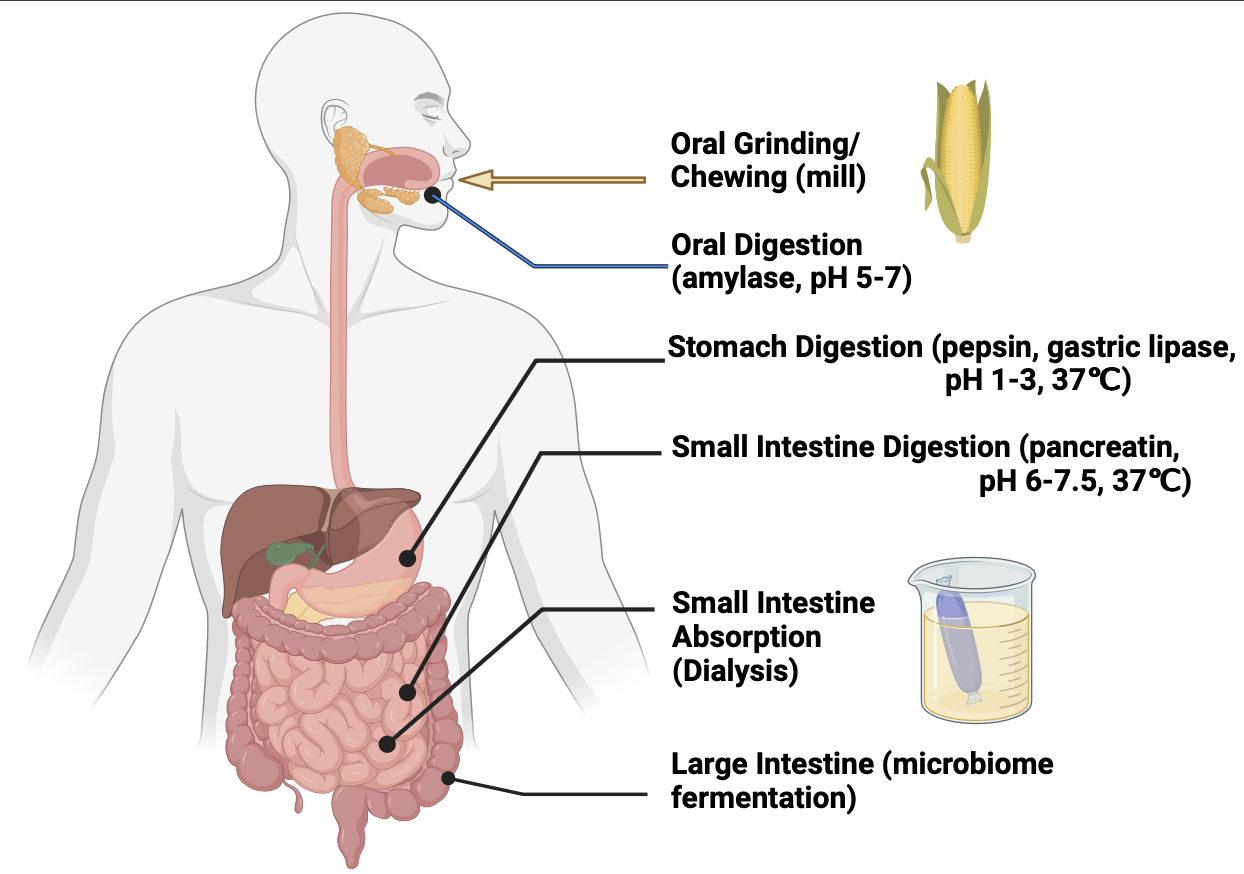 Oral Grinding/
Chewing (mill)
Oral Digestion
(amylase, pH 5-7)
Stomach Digestion (pepsin, gastric lipase,
pH 1-3, 37℃)
Small Intestine Digestion (pancreatin,
pH 6-7.5, 37℃)
Small Intestine
Absorption
(Dialysis)
Large Intestine (microbiome
fermentation)